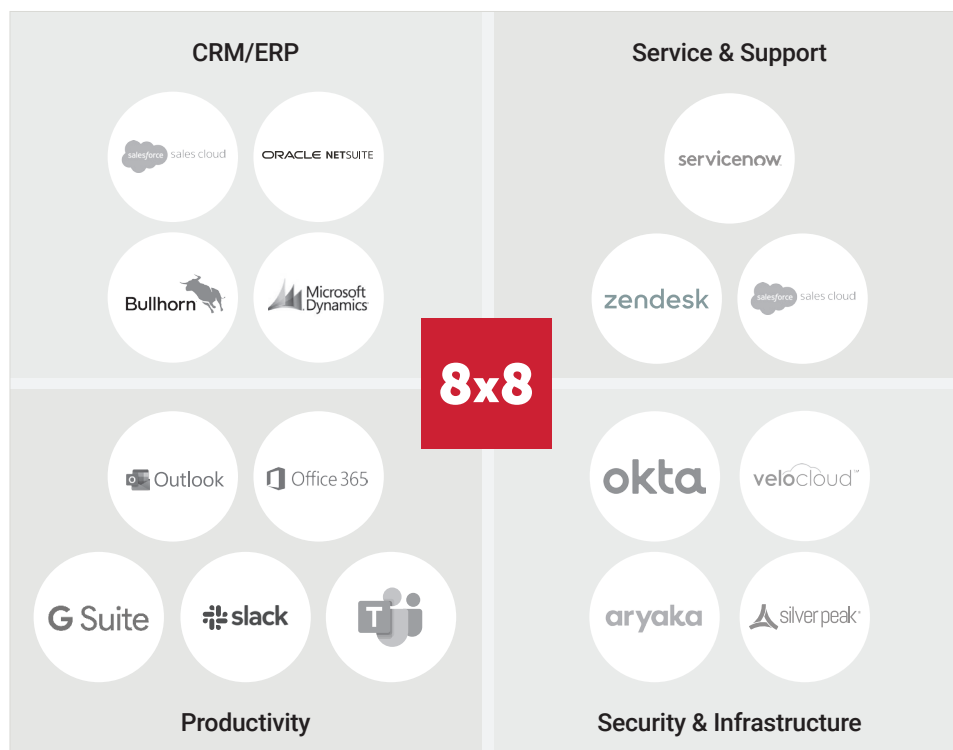 CRM/ERP
salesforce sales cloud
ORACLE NETSUITE
Bullhorn
Microsoft
Dynamics
Service & Support
servicenow
zendesk
salesforce sales cloud
8x8
Outlook
Office 365
G Suite
slack
T
Productivity
okta
velocloud™
aryaka
silver peak®
Security & Infrastructure